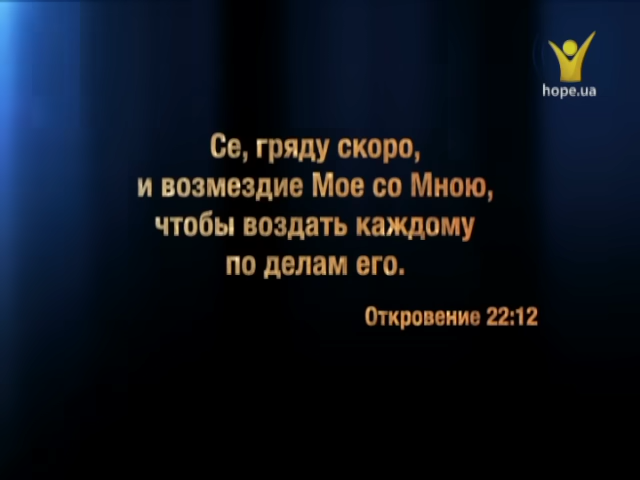 hope.ua
Се, гряду скоро,
и возмездие Мое со Мною,
чтобы воздать каждому
по делам его.
Откровение 22:12